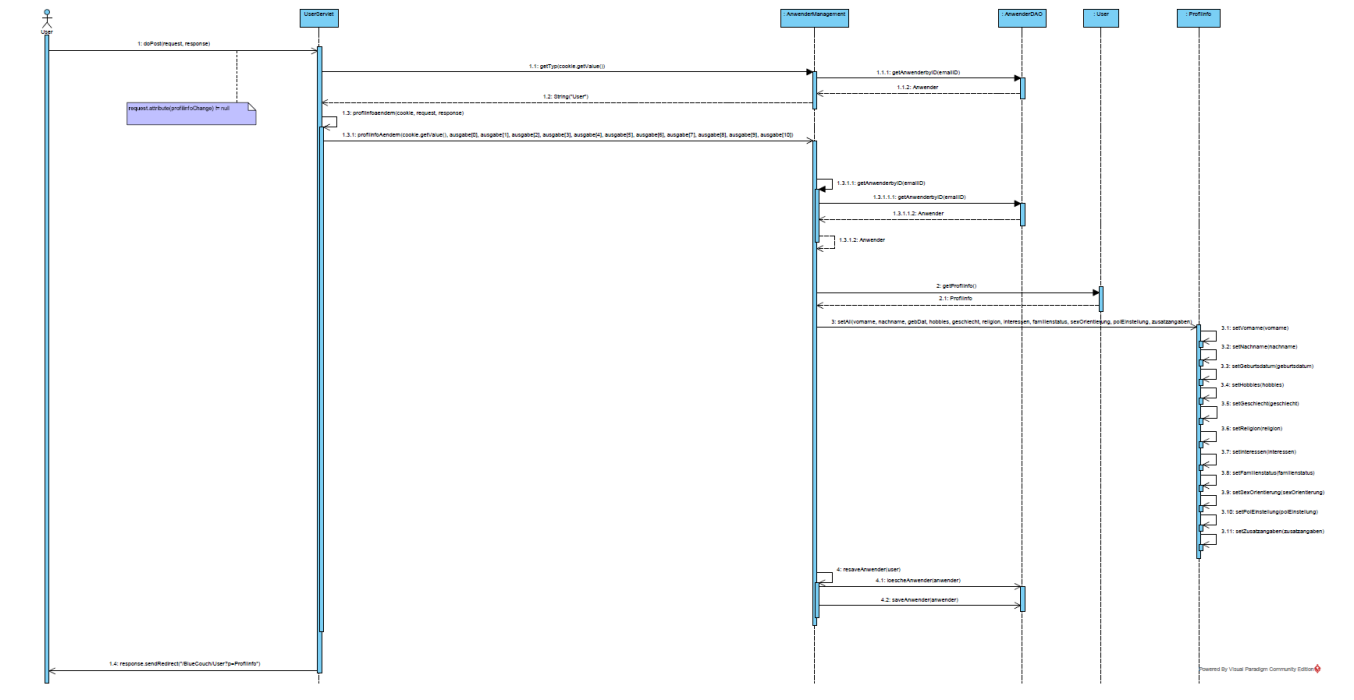 User
UserServlet
: AnwenderManagement
: AnwenderDAO
: User
: ProfilInfo
1: doPost(request, response)
request.attribute(profilInfoChange) != null
1.1: getTyp(cookie.getValue())
1.1.1: getAnwenderbyID(emailID)
1.1.2: Anwender
1.2: String("User")
1.3: profilInfoaendern(cookie, request, response)
1.3.1: profilInfoAendern(cookie.getValue(), ausgabe[0], ausgabe[1], ausgabe[2], ausgabe[3], ausgabe[4], ausgabe[5], ausgabe[6], ausgabe[7], ausgabe[8], ausgabe[9], ausgabe[10])
1.3.1.1: getAnwenderbyID(emailID)
1.3.1.1.1: getAnwenderbyID(emailID)
1.3.1.1.2: Anwender
1.3.1.2: Anwender
2: getProfilInfo()
2.1: ProfilInfo
3: setAll(vorname, nachname, gebDat, hobbies, geschlecht, religion, interessen, familienstatus, sexOrientierung, polEinstellung, zusatzangaben)
3.1: setVorname(vorname)
3.2: setNachname(nachname)
3.3: setGeburtsdatum(geburtsdatum)
3.4: setHobbies(hobbies)
3.5: setGeschlecht(geschlecht)
3.6: setReligion(religion)
3.7: setInteressen(interessen)
3.8: setFamilienstatus(familienstatus)
3.9: setSexOrientierung(sexOrientierung)
3.10: setPolEinstellung(polEinstellung)
3.11: setZusatzangaben(zusatzangaben)
4: resaveAnwender(user)
4.1: loescheAnwender(anwender)
4.2: saveAnwender(anwender)
1.4: response.sendRedirect("/BlueCouch/User?p=ProfilInfo")
Powered By Visual Paradigm Community Edition